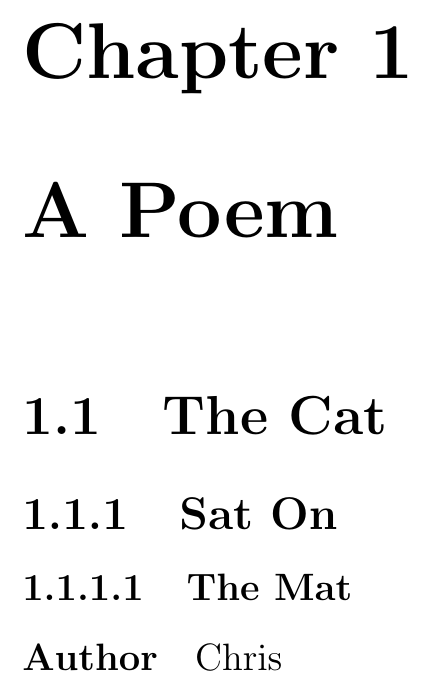 Chapter 1
A Poem
1.1 The Cat
1.1.1 Sat On
1.1.1.1 The Mat
Author Chris